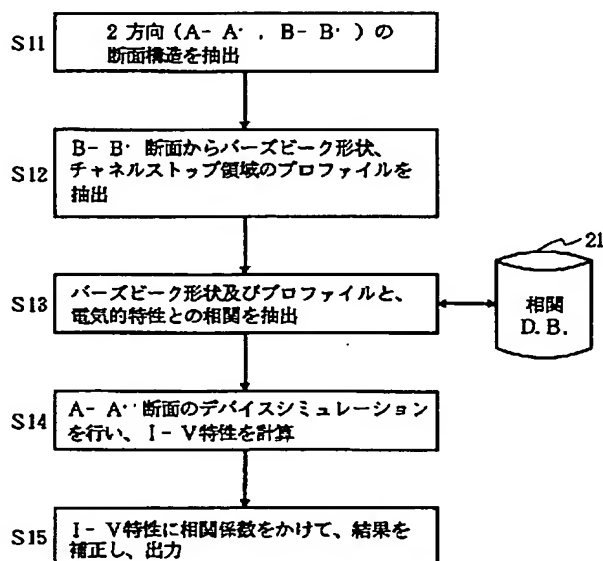 S11
2 方向 ( A- A' , B- B' ) の
断面構造を抽出
S12
B- B' 断面からバーズビーク形状、
チャネルストップ領域のプロファイルを
抽出
21
S13
バーズビーク形状及びプロファイルと、
電気的特性との相関を抽出
相関
D. B.
S14
A- A' 断面のデバイスシミュレーション
を行い、 I- V特性を計算
S15
I- V特性に相関係数をかけて、結果を
補正し、出力